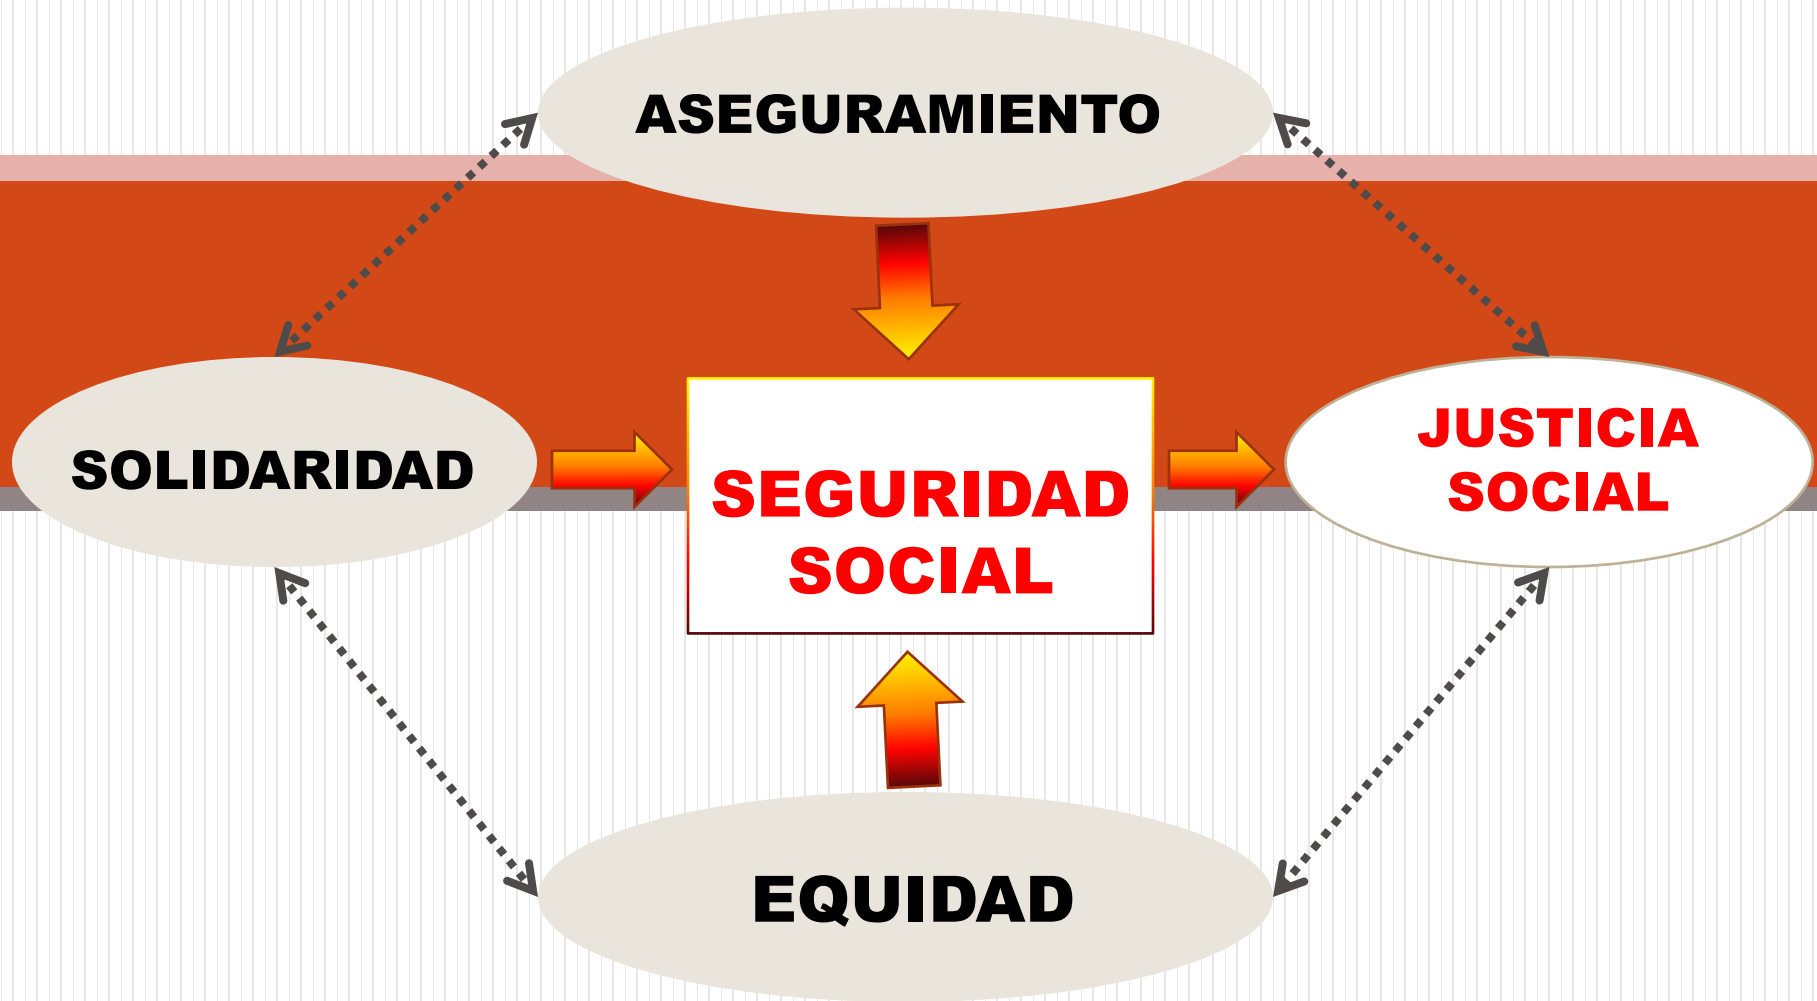 ASEGURAMIENTO
SOLIDARIDAD
SEGURIDAD
SOCIAL
JUSTICIA
SOCIAL
EQUIDAD